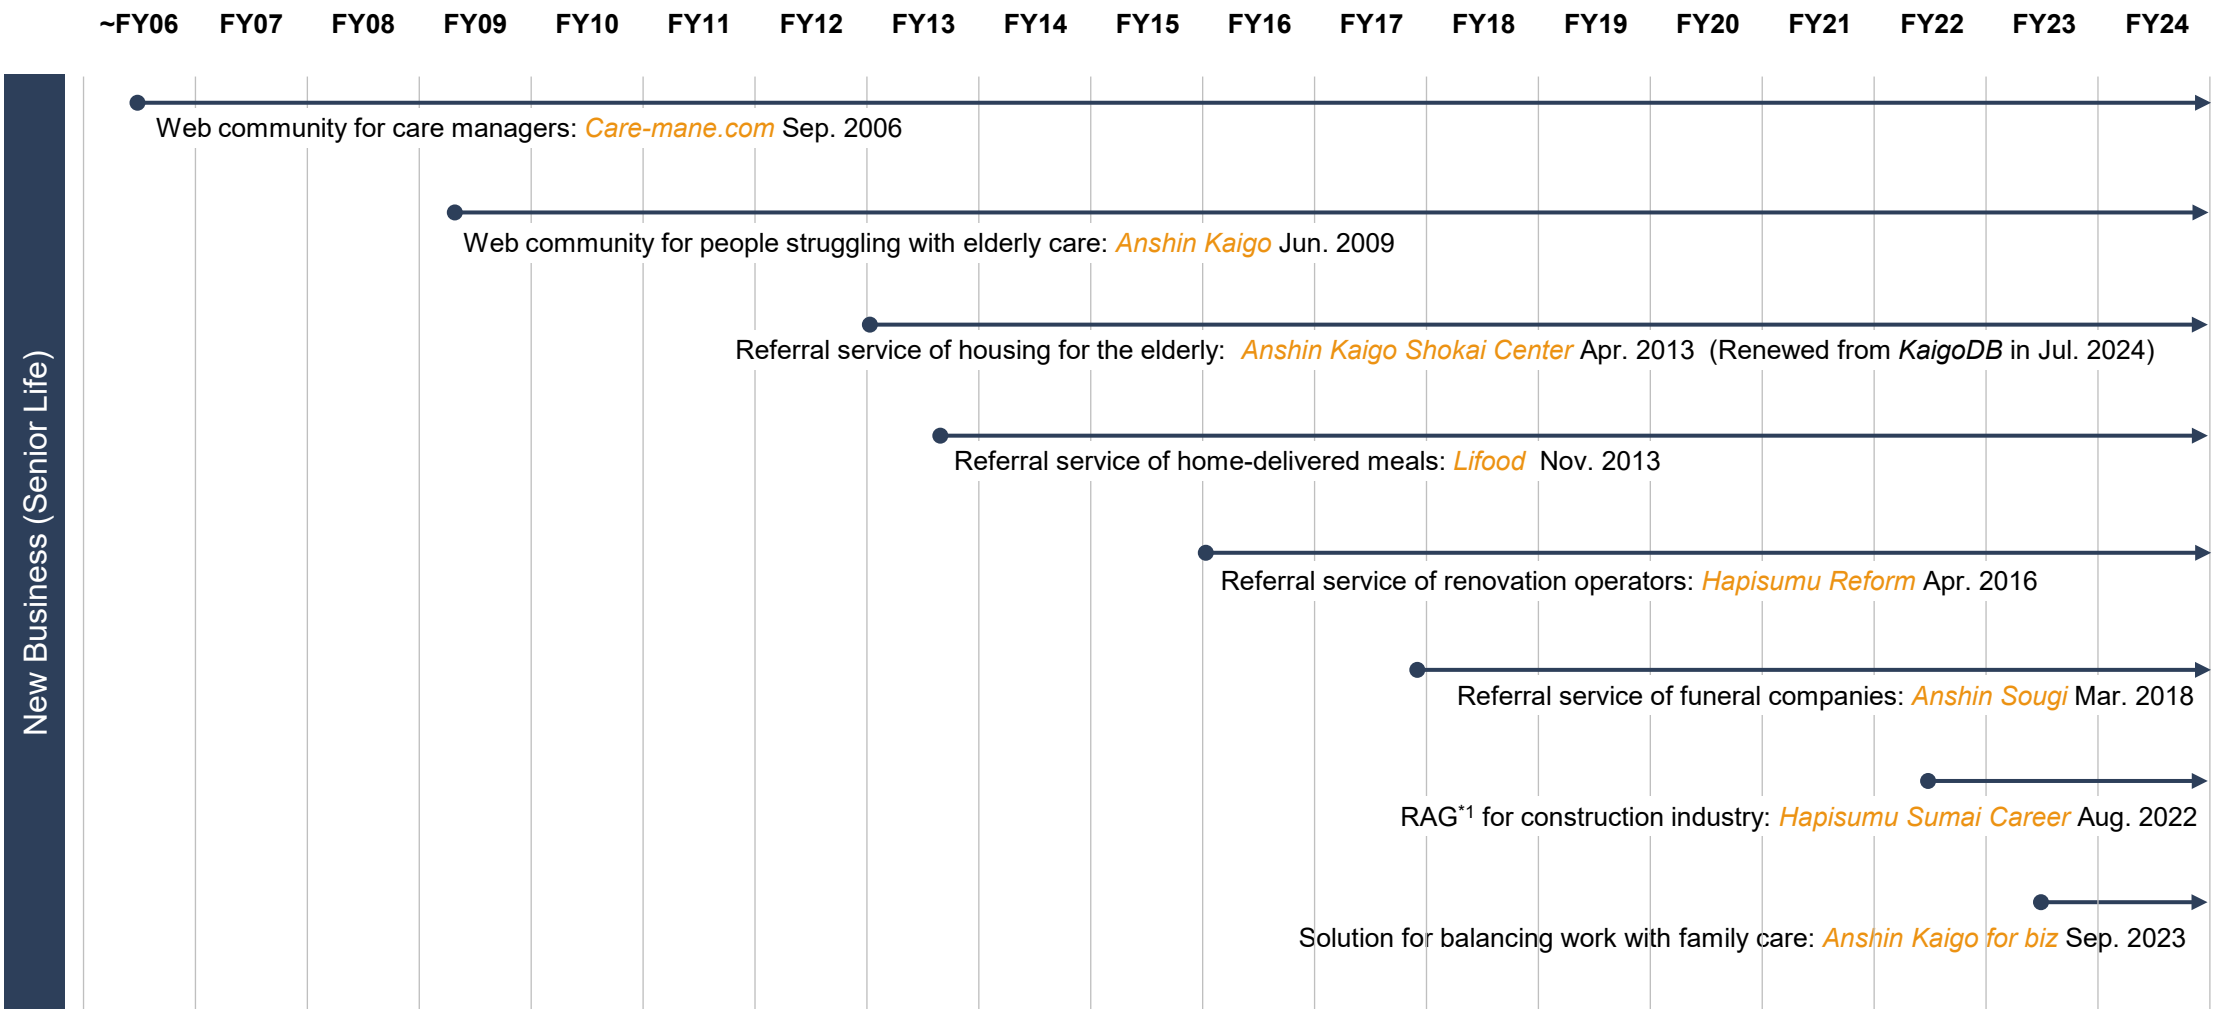 ~FY06 FY07 FY08 FY09 FY10 FY11 FY12 FY13 FY14 FY15 FY16 FY17 FY18 FY19 FY20 FY21 FY22 FY23 FY24
New Business (Senior Life)
Web community for care managers: Care-mane.com Sep. 2006
Web community for people struggling with elderly care: Anshin Kaigo Jun. 2009
Referral service of housing for the elderly: Anshin Kaigo Shokai Center Apr. 2013 (Renewed from KaigoDB in Jul. 2024)
Referral service of home-delivered meals: Lifood Nov. 2013
Referral service of renovation operators: Hapisumu Reform Apr. 2016
Referral service of funeral companies: Anshin Sougi Mar. 2018
RAG*1 for construction industry: Hapisumu Sumai Career Aug. 2022
Solution for balancing work with family care: Anshin Kaigo for biz Sep. 2023